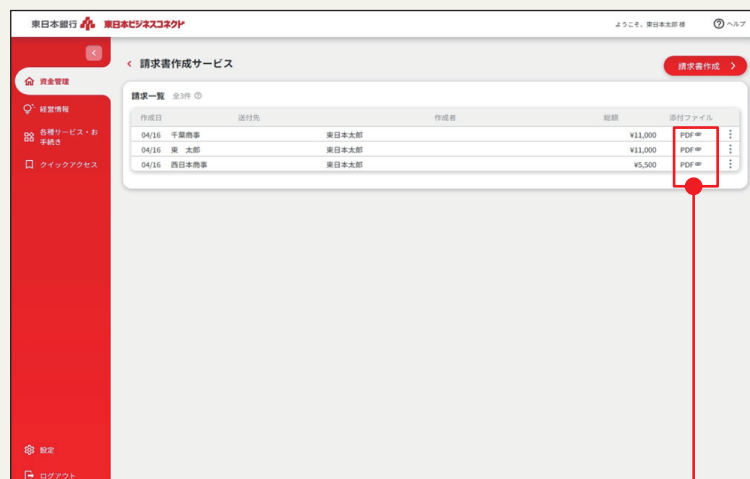 東日本銀行 東日本ビジネスコネクト ようこそ、東日本太郎 様 ヘルプ
請求書作成サービス 請求書作成
資金管理
経営情報
各種サービス・お
手続き
クイックアクセス
設定
ログアウト
請求一覧 全3件
作成日 送付先 作成者 総額 添付ファイル
04/16 千葉商事 東日本太郎 ¥11,000 PDF
04/16 東 太郎 東日本太郎 ¥11,000 PDF
04/16 西日本商事 東日本太郎 ¥5,500 PDF